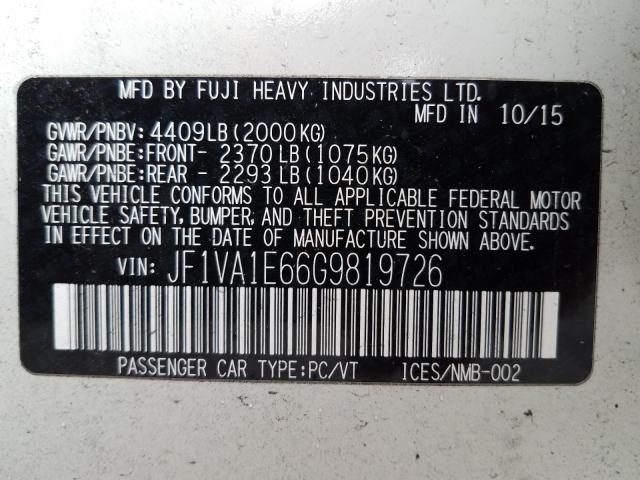 MFD BY FUJI HEAVY INDUSTRIES LTD.
MFD IN 10/15
GVWR/PNBV: 4409LB(2000KG)
GAWR/PNBE:FRONT- 2370LB(1075KG)
GAWR/PNBE:REAR - 2293LB(1040KG)
THIS VEHICLE CONFORMS TO ALL APPLICABLE FEDERAL MOTOR
VEHICLE SAFETY, BUMPER, AND THEFT PREVENTION STANDARDS
IN EFFECT ON THE DATE OF MANUFACTURE SHOWN ABOVE.
VIN: JF1VA1E66G9819726
PASSENGER CAR TYPE:PC/VT ICES/NMB-002